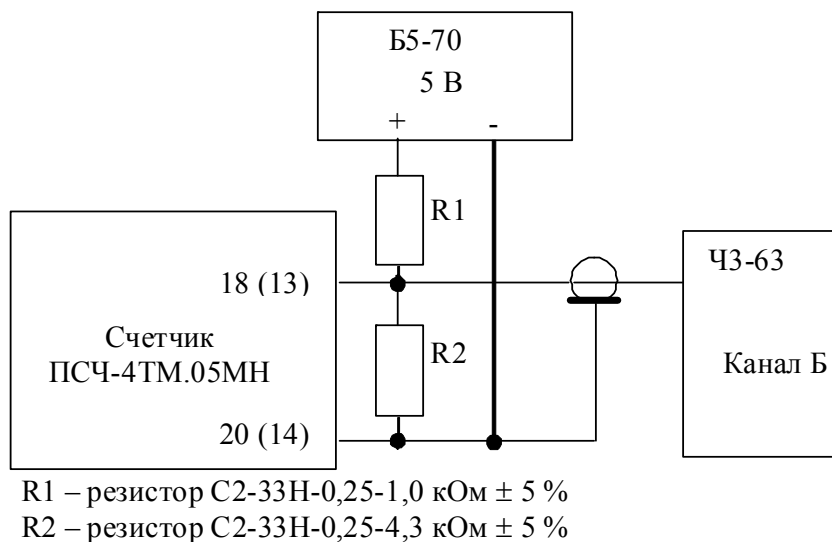 Б5-70
5 В
+ -
R1
18 (13)
Ч3-63
Счетчик
ПСЧ-4ТМ.05МН
R2
Канал Б
20 (14)
R1 – резистор С2-33Н-0,25-1,0 кОм ± 5 %
R2 – резистор С2-33Н-0,25-4,3 кОм ± 5 %